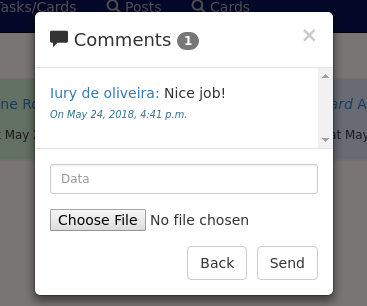 Tasks/Cards Posts Cards
Comments 1 ×
Iury de oliveira: Nice job!
On May 24, 2018, 4:41 p.m.
ne Ro
ard A
May
at May
Data
Choose File No file chosen
Back Send